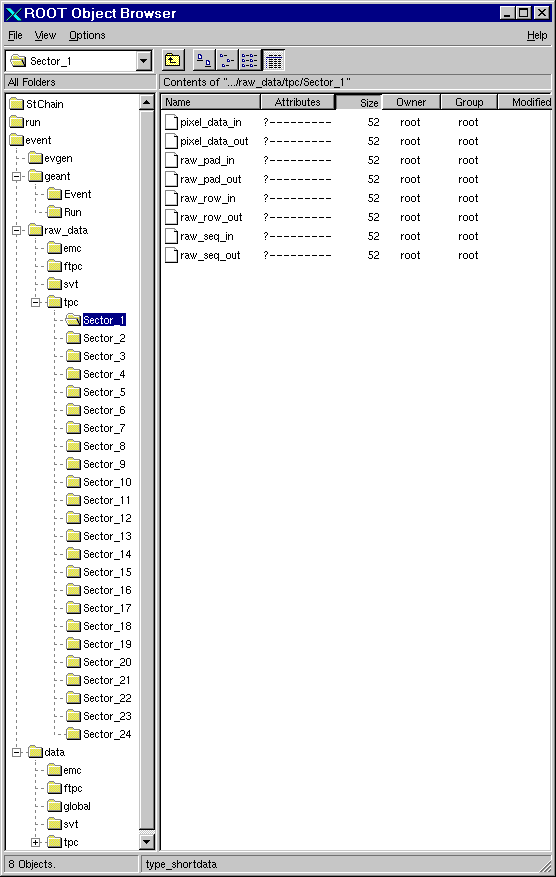 ROOT Object Browser
File View Options Help
Sector_1
All Folders
Contents of ".../raw_data/tpc/Sector_1"
StChain
run
event
evgen
geant
Event
Run
raw_data
emc
ftpc
svt
tpc
Sector_1
Sector_2
Sector_3
Sector_4
Sector_5
Sector_6
Sector_7
Sector_8
Sector_9
Sector_10
Sector_11
Sector_12
Sector_13
Sector_14
Sector_15
Sector_16
Sector_17
Sector_18
Sector_19
Sector_20
Sector_21
Sector_22
Sector_23
Sector_24
data
emc
ftpc
global
svt
tpc
Name Attributes Size Owner Group Modified
pixel_data_in ?--------- 52 root root
pixel_data_out ?--------- 52 root root
raw_pad_in ?--------- 52 root root
raw_pad_out ?--------- 52 root root
raw_row_in ?--------- 52 root root
raw_row_out ?--------- 52 root root
raw_seq_in ?--------- 52 root root
raw_seq_out ?--------- 52 root root
8 Objects. type_shortdata